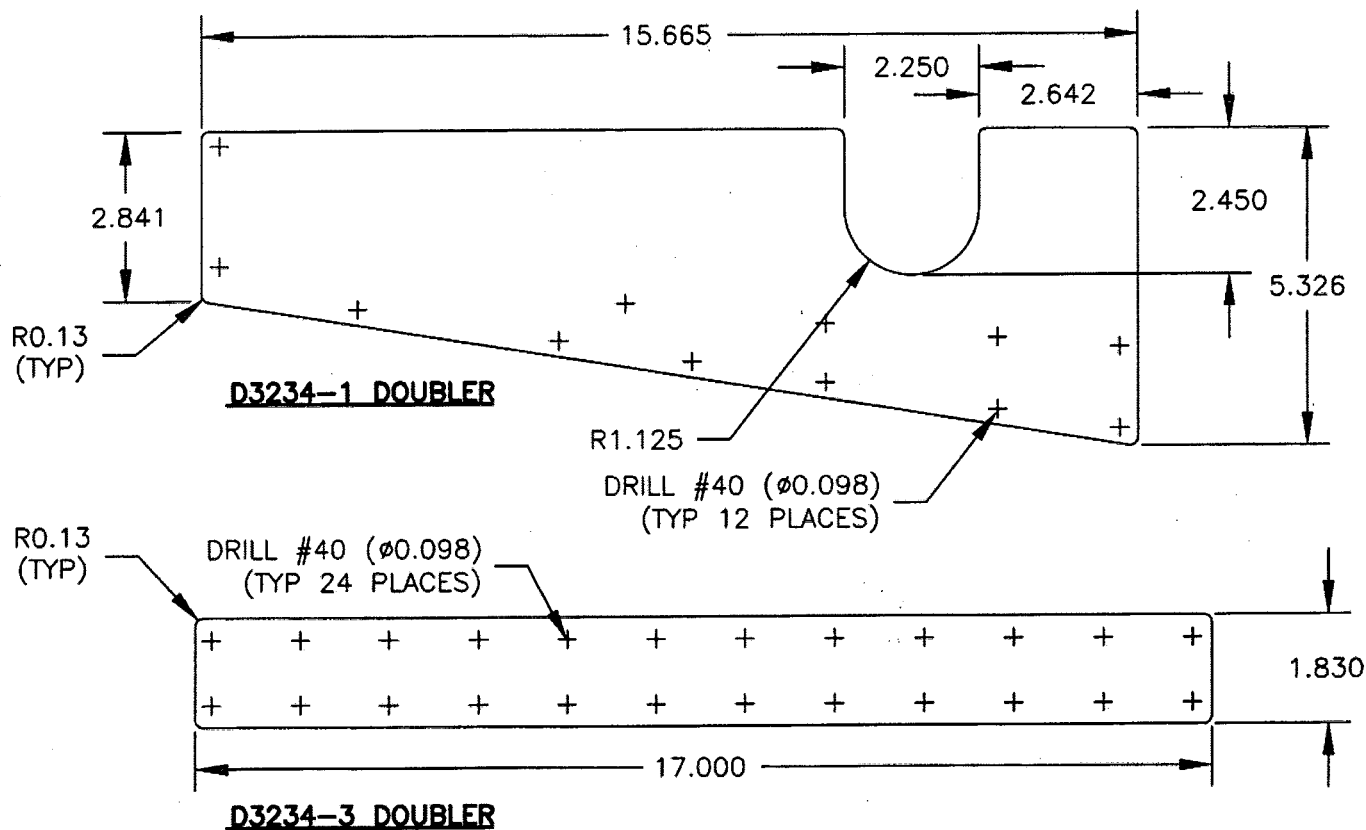 15.665
2.250
2.642
2.841
2.450
5.326
R0.13
(TYP)
D3234-1 DOUBLER
R1.125
DRILL #40 (ø0.098)
(TYP 12 PLACES)
R0.13
(TYP)
DRILL #40 (ø0.098)
(TYP 24 PLACES)
1.830
17.000
D3234-3 DOUBLER